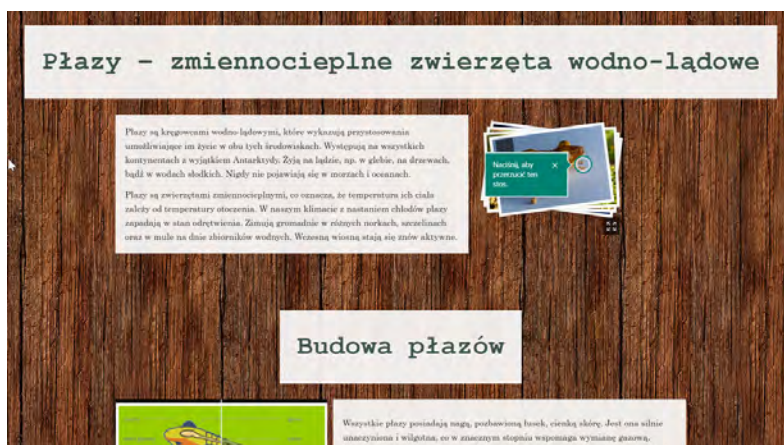 Płazy – zmiennocieplne zwierzęta wodno-lądowe
Płazy są kręgowcami wodno-lądowymi, które wykazują przystosowania
umożliwiające im życie w obu tych środowiskach. Występują na wszystkich
kontynentach z wyjątkiem Antarktydy. Żyją na lądzie, np. w glebie, na drzewach,
bądź w wodach słodkich. Nigdy nie pojawiają się w morzach i oceanach.
Płazy są zwierzętami zmiennocieplnymi, co oznacza, że temperatura ich ciała
zależy od temperatury otoczenia. W naszym klimacie z nastaniem chłodów płazy
zapadają w stan odrętwienia. Zimują gromadnie w różnych norkach, szczelinach
oraz w mule na dnie zbiorników wodnych. Wczesną wiosną stają się znów aktywne.
Naciśnij, aby
przerzucić ten
stos.
Budowa płazów
Wszystkie płazy posiadają nagą, pozbawioną łusek, cienką skórę. Jest ona silnie
unaczyniona i wilgotna, co w znacznym stopniu wspomaga wymianę gazową.